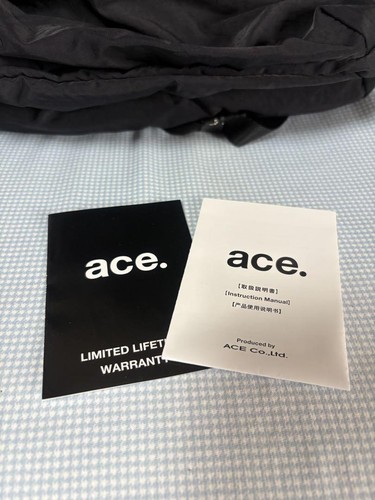 ace.
LIMITED
WARRANTY
ace.
【取扱説明書】
【Instruction Manual】
【产品使用说明书】
Produced by
ACE Co.,Ltd.